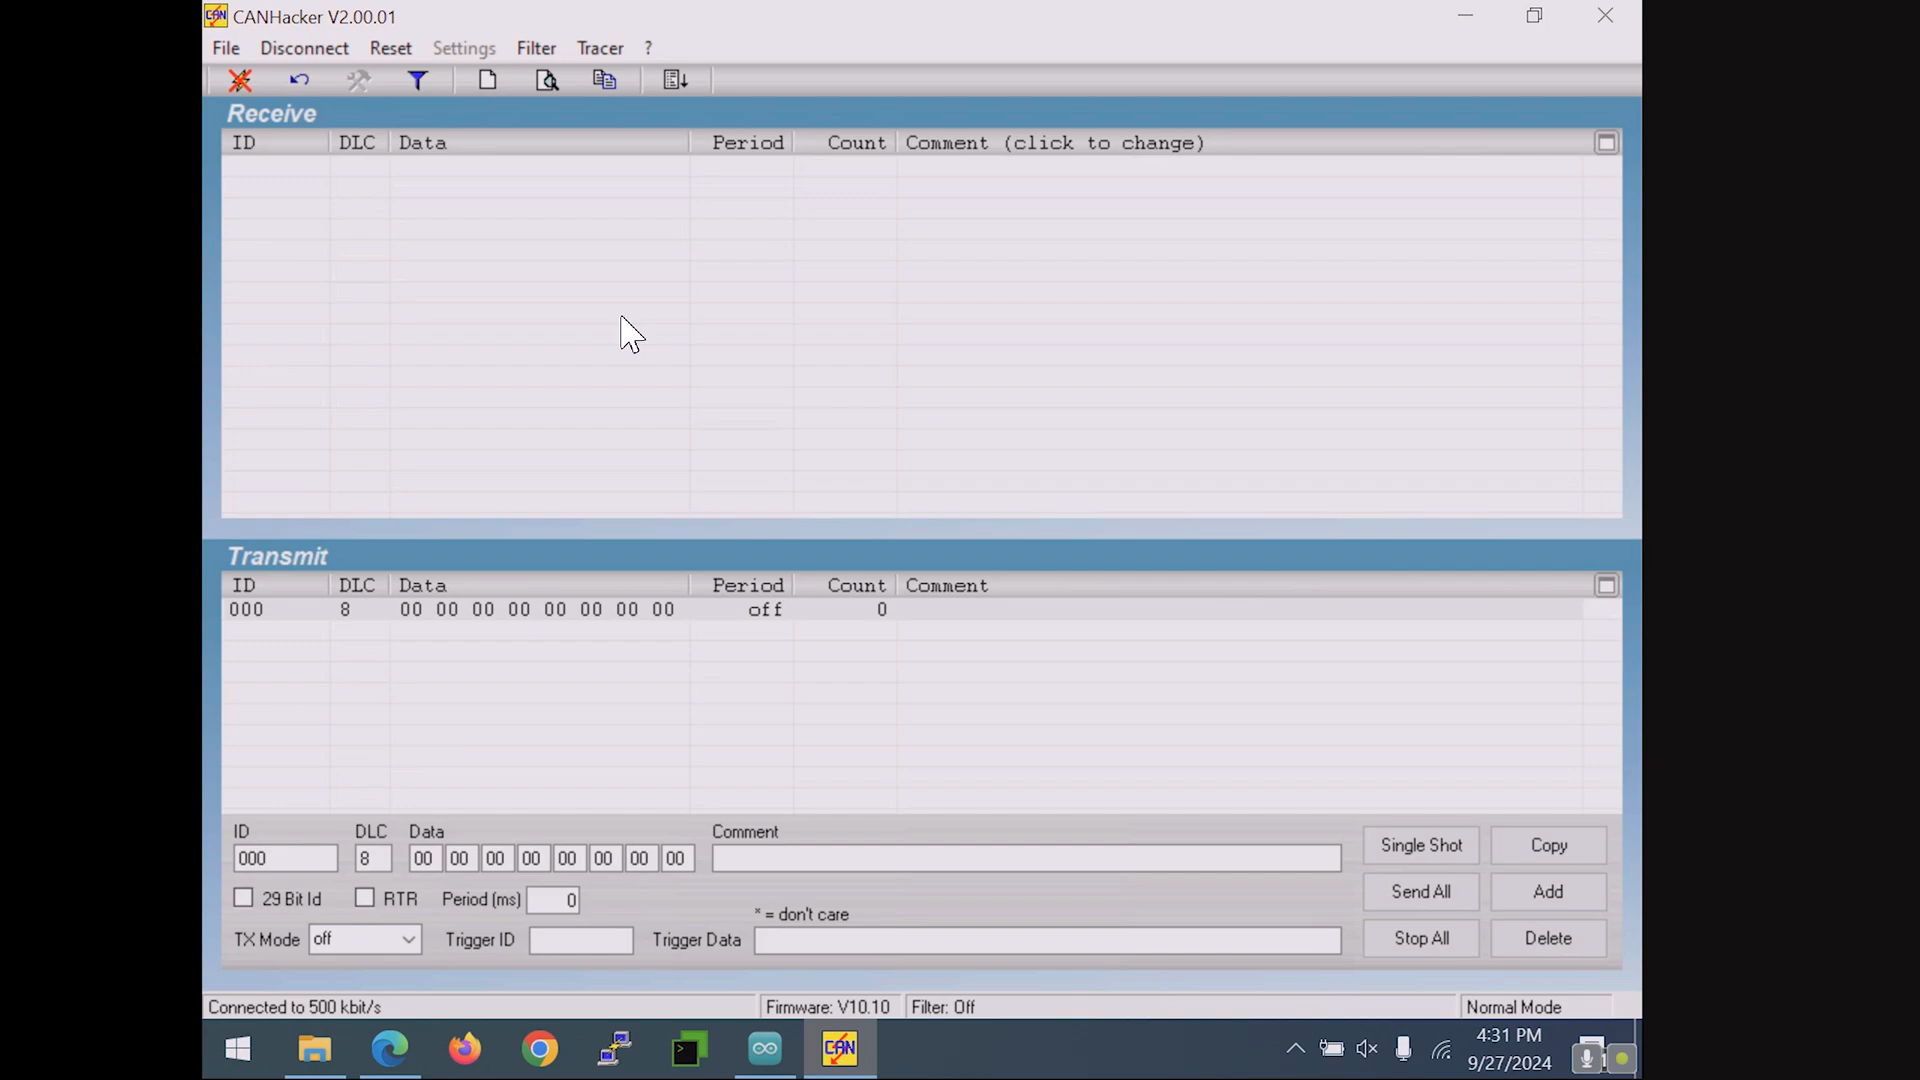 CAN CANHacker V2.00.01
File Disconnect Reset Settings Filter Tracer ?
Receive
ID DLC Data Period Count Comment (click to change)
Transmit
ID DLC Data Period Count Comment
000 8 00 00 00 00 00 00 00 00 off 0
ID DLC Data Comment
000 8 00 00 00 00 00 00 00 00
Single Shot Copy
29 Bit Id RTR Period (ms) 0
Send All Add
* = don't care
TX Mode off Trigger ID Trigger Data
Stop All Delete
Connected to 500 kbit/s Firmware: V10.10 Filter: Off Normal Mode
CAN
4:31 PM
9/27/2024